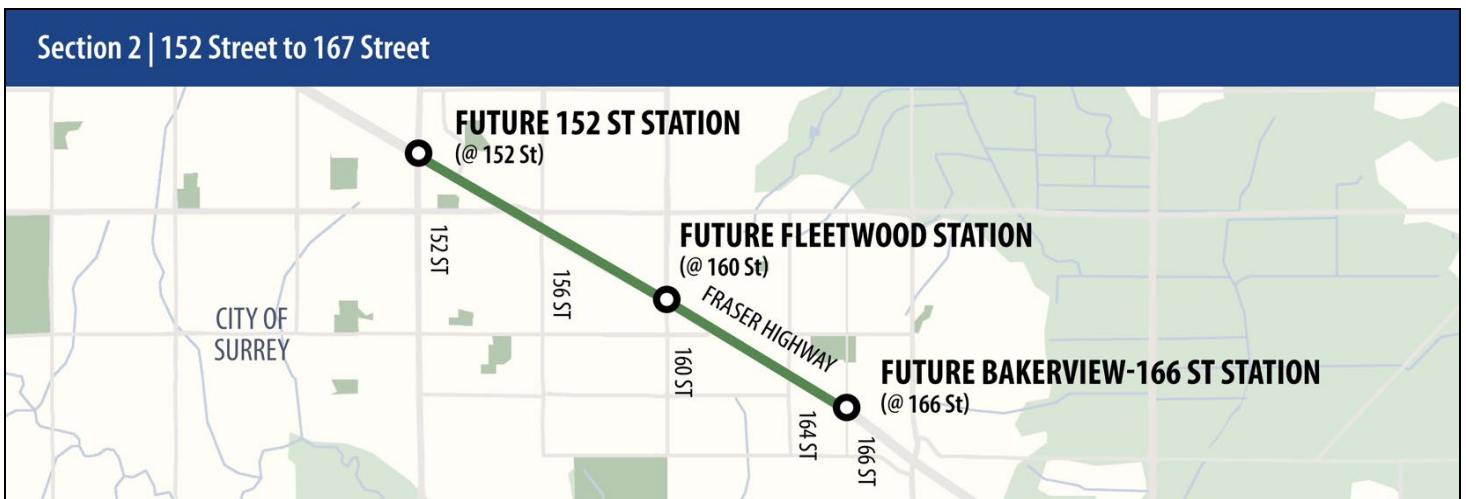 Section 2 | 152 Street to 167 Street
FUTURE 152 ST STATION
(@ 152 St)
152 ST
FUTURE FLEETWOOD STATION
(@ 160 St)
156 ST
FRASER HIGHWAY
CITY OF
SURREY
160 ST
FUTURE BAKERVIEW-166 ST STATION
(@ 166 St)
164 ST
166 ST